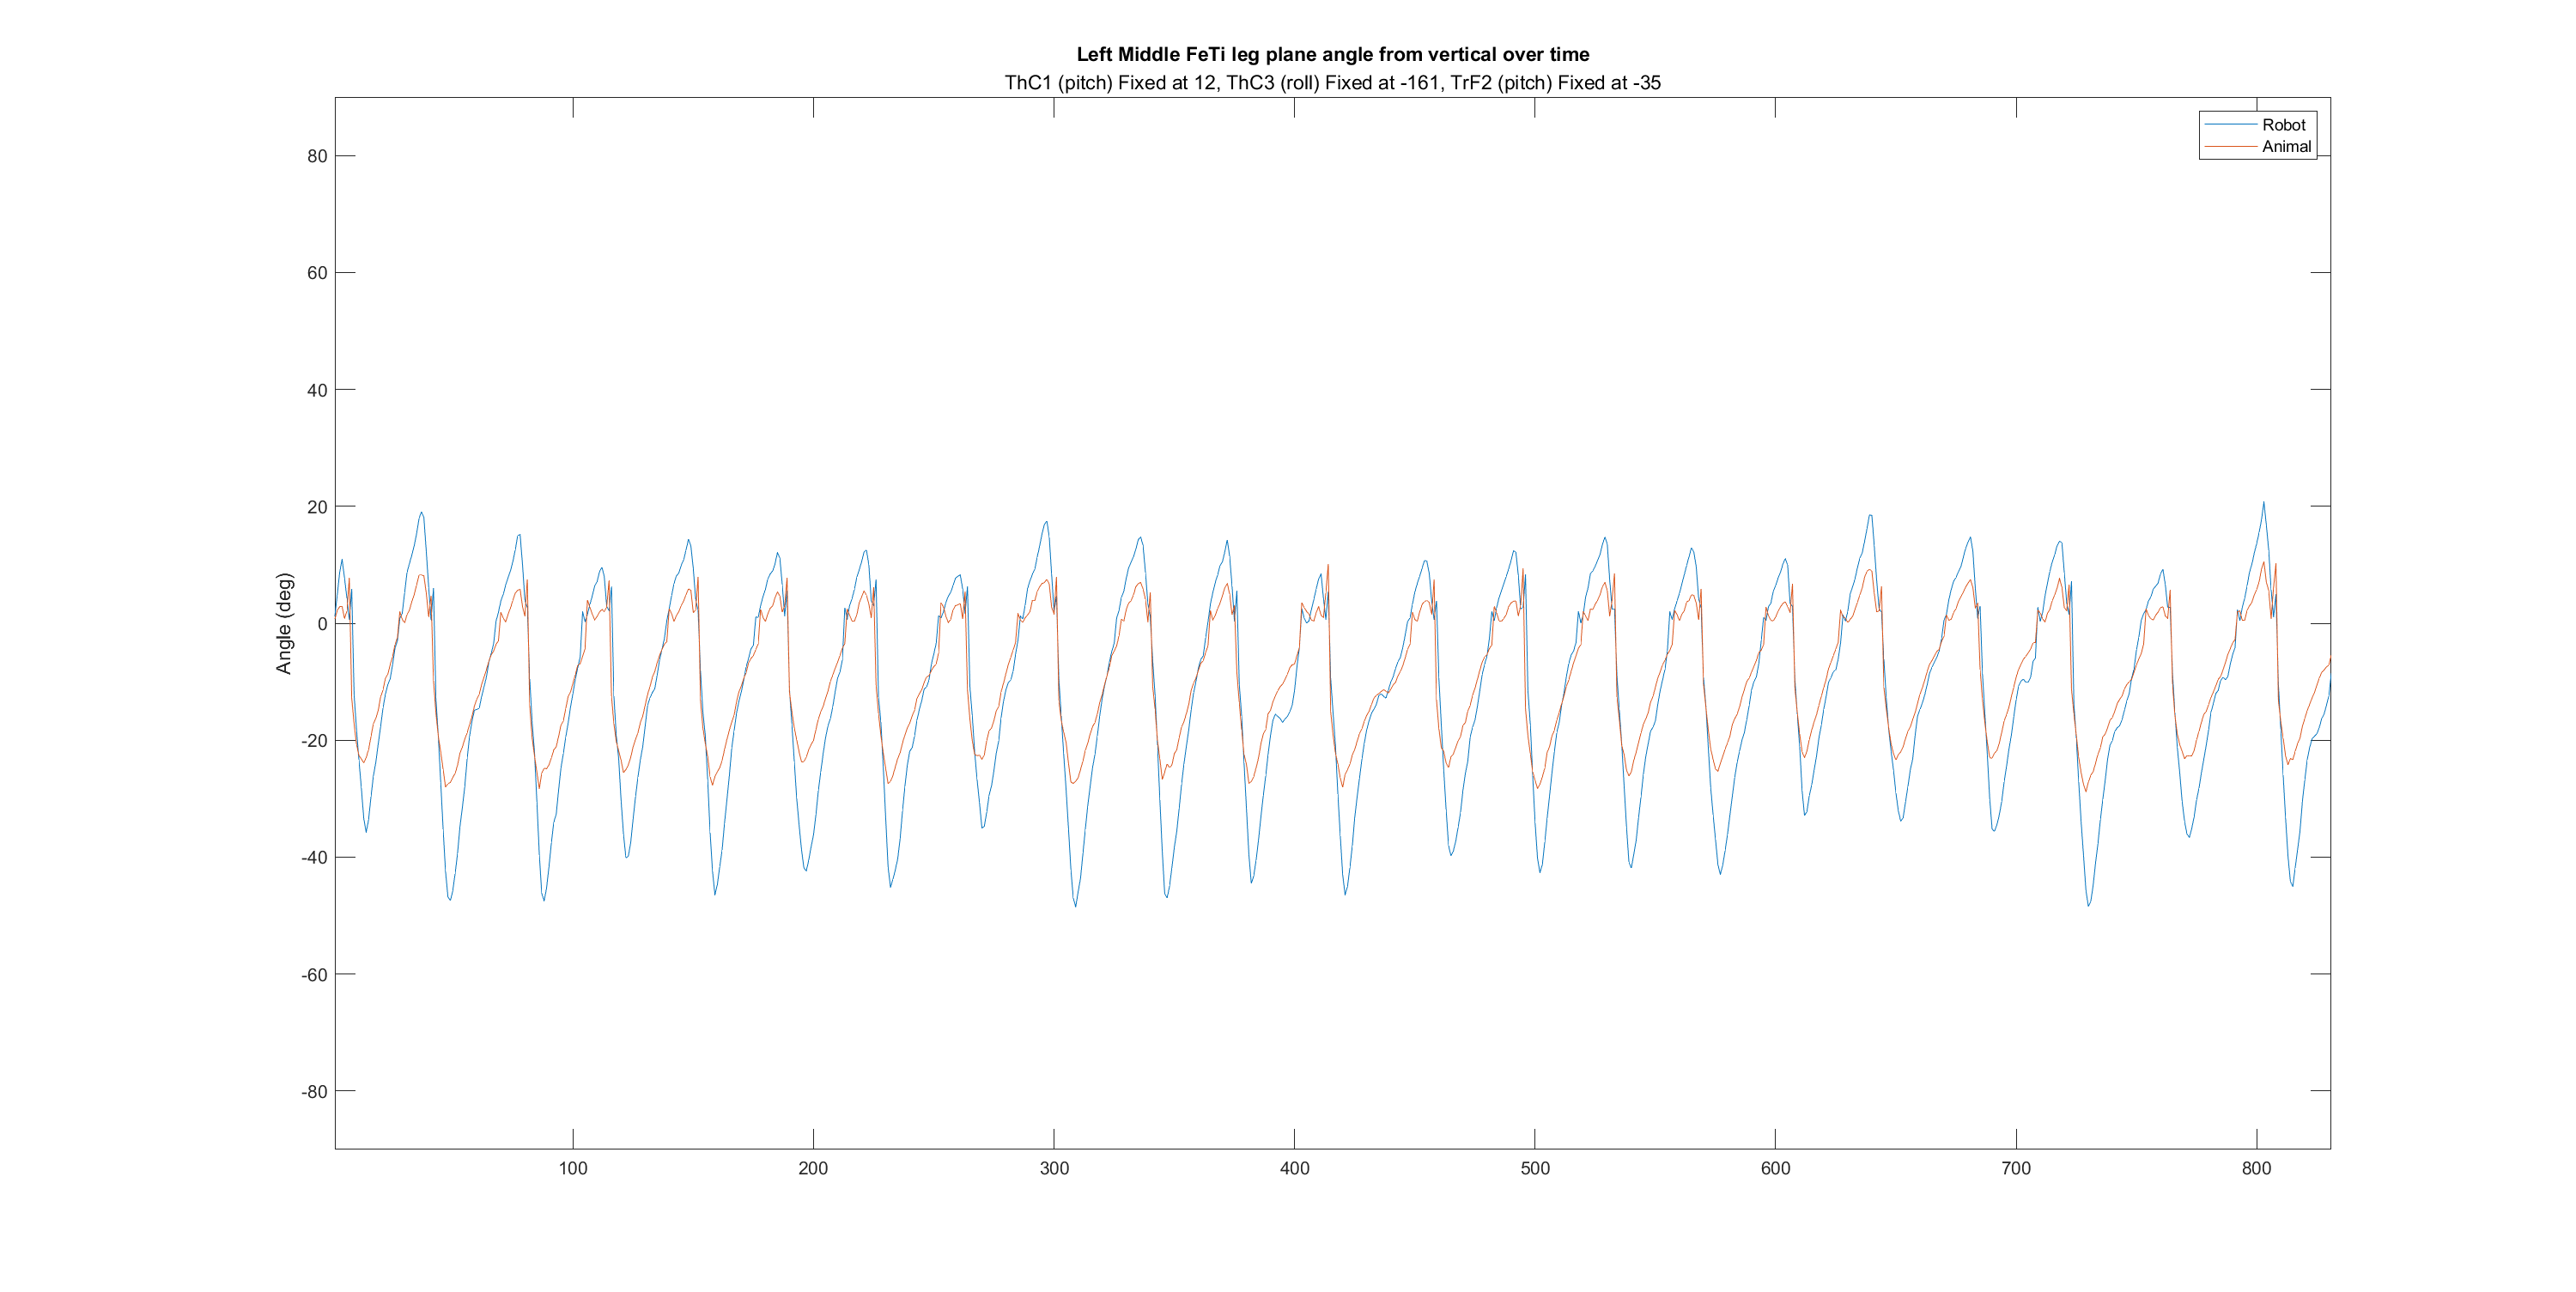 Left Middle FeTi leg plane angle from vertical over time
ThC1 (pitch) Fixed at 12, ThC3 (roll) Fixed at -161, TrF2 (pitch) Fixed at -35
Robot
Animal
80
60
40
20
0
-20
-40
-60
-80
Angle (deg)
100 200 300 400 500 600 700 800